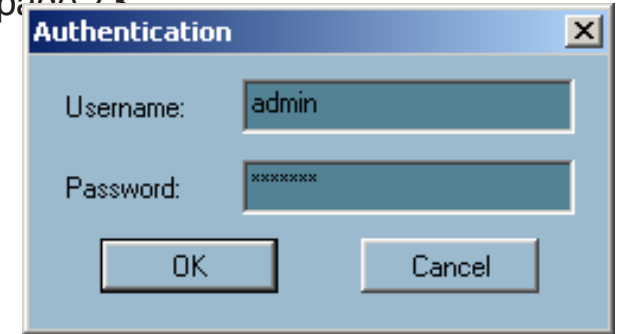 Authentication
Username: admin
Password: *******
OK Cancel